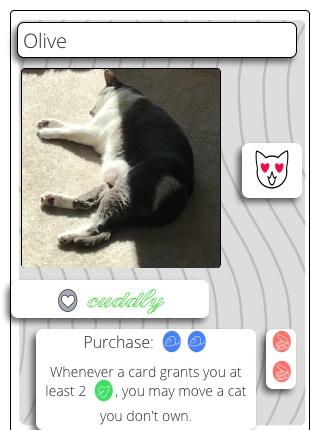 Olive
cuddly
Purchase:
Whenever a card grants you at
least 2 , you may move a cat
you don't own.